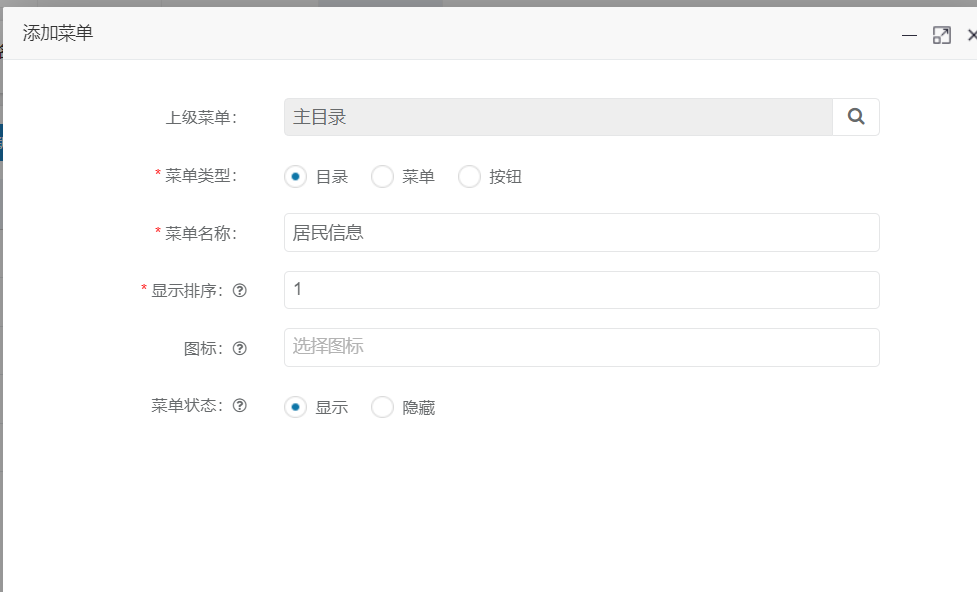 添加菜单
上级菜单： 主目录
* 菜单类型： 目录 菜单 按钮
* 菜单名称： 居民信息
* 显示排序： 1
图标： 选择图标
菜单状态： 显示 隐藏